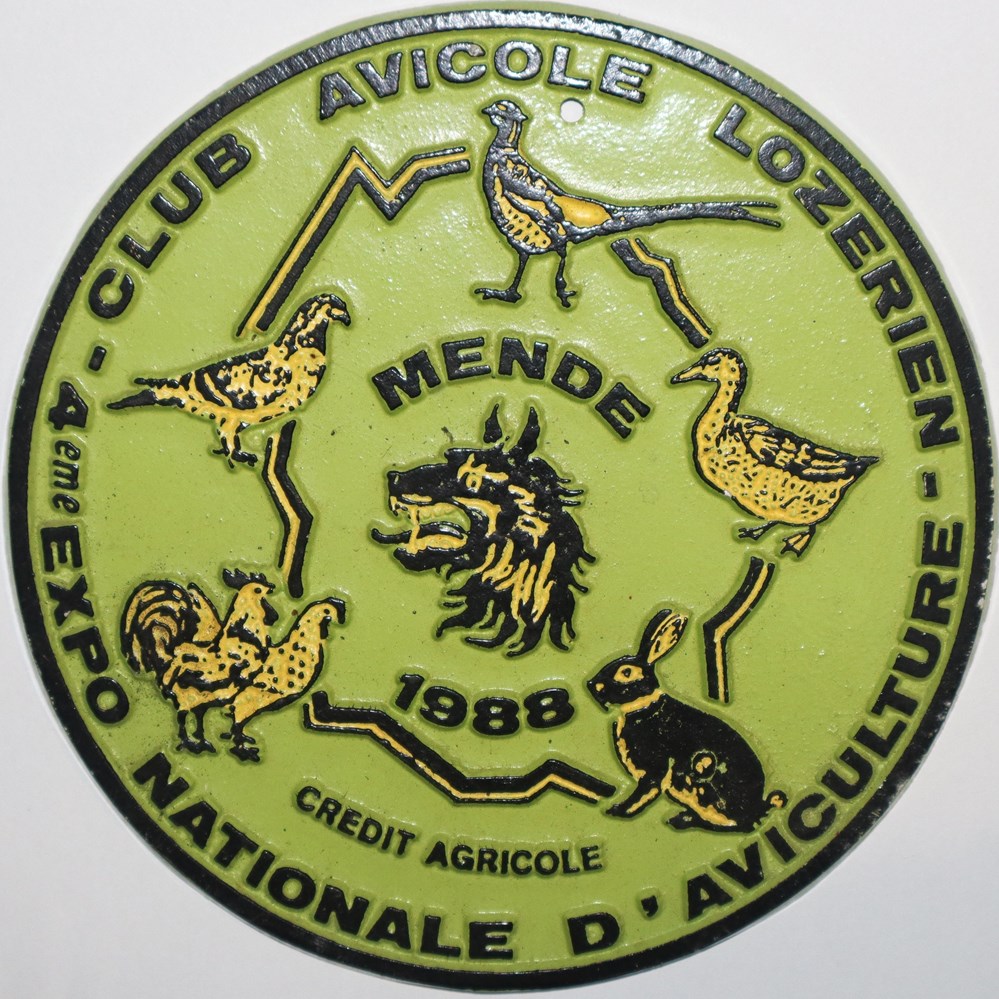 CLUB AVICOLE LOZERIEN -
4eme EXPO NATIONALE D'AVICULTURE -
MENDE
1988
CREDIT AGRICOLE